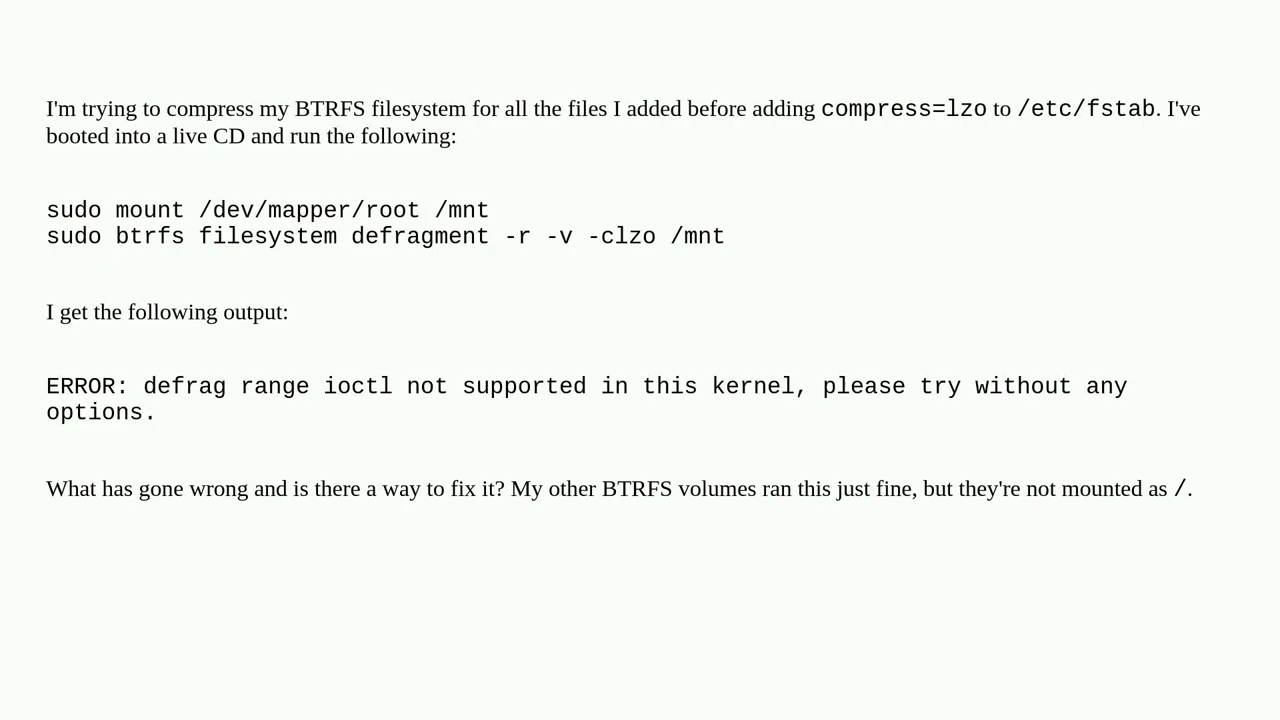 I'm trying to compress my BTRFS filesystem for all the files I added before adding compress=lzo to /etc/fstab. I've
booted into a live CD and run the following:
sudo mount /dev/mapper/root /mnt
sudo btrfs filesystem defragment -r -v -clzo /mnt
I get the following output:
ERROR: defrag range ioctl not supported in this kernel, please try without any
options.
What has gone wrong and is there a way to fix it? My other BTRFS volumes ran this just fine, but they're not mounted as /.